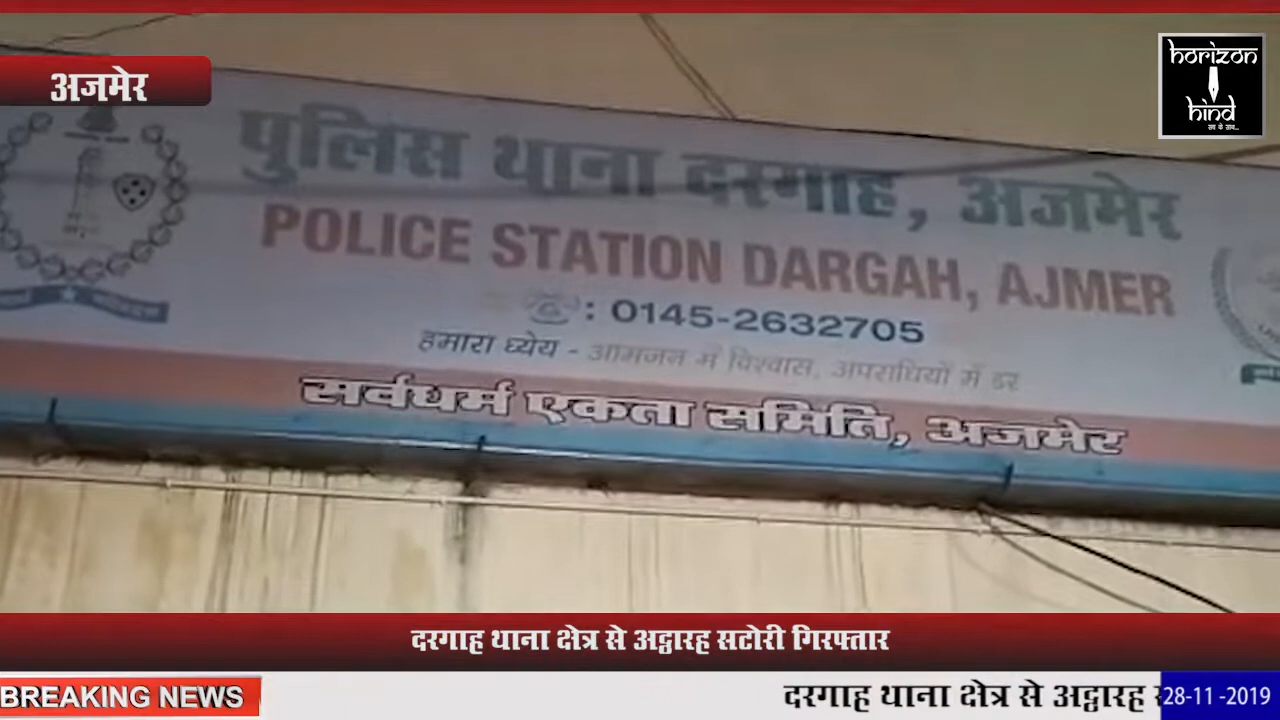 अजमेर
horizon
hind
सच के साथ...
पुलिस थाना दरगाह, अजमेर
POLICE STATION DARGAH, AJMER
: 0145-2632705
हमारा ध्येय - आमजन में विश्वास, अपराधियों में डर
सर्वधर्म एकता समिति, अजमेर
दरगाह थाना क्षेत्र से अट्ठारह सटोरी गिरफ्तार
BREAKING NEWS
दरगाह थाना क्षेत्र से अट्ठारह
28-11 -2019